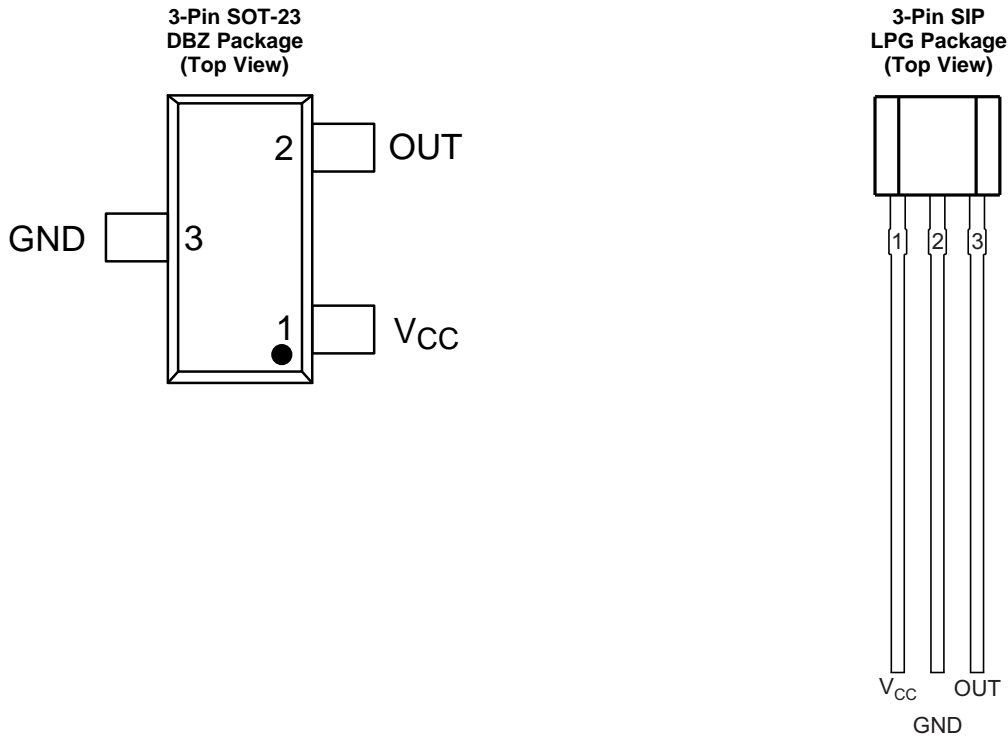 3-Pin SOT-23
DBZ Package
(Top View)
2
OUT
GND
3
1
VCC
3-Pin SIP
LPG Package
(Top View)
1
2
3
VCC
OUT
GND